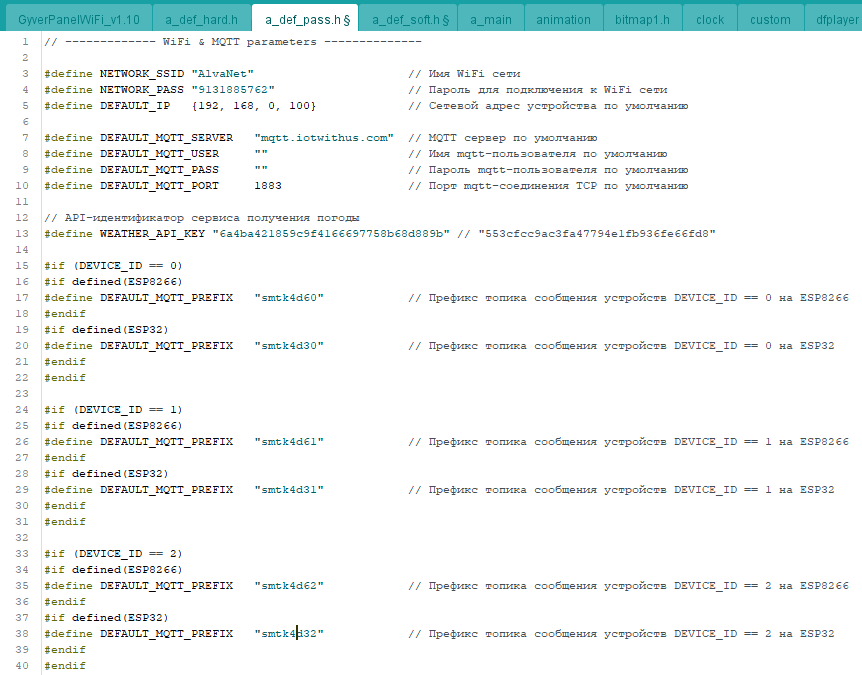 GyverPanelWiFi_v1.10 a_def_hard.h a_def_pass.h § a_def_soft.h § a_main animation bitmap1.h clock custom dfplayer
1 // ------------- WiFi & MQTT parameters --------------
2
3 #define NETWORK_SSID "AlvaNet" // Имя WiFi сети
4 #define NETWORK_PASS "9131885762" // Пароль для подключения к WiFi сети
5 #define DEFAULT_IP {192, 168, 0, 100} // Сетевой адрес устройства по умолчанию
6
7 #define DEFAULT_MQTT_SERVER "mqtt.iotwithus.com" // MQTT сервер по умолчанию
8 #define DEFAULT_MQTT_USER "" // Имя mqtt-пользователя по умолчанию
9 #define DEFAULT_MQTT_PASS "" // Пароль mqtt-пользователя по умолчанию
10 #define DEFAULT_MQTT_PORT 1883 // Порт mqtt-соединения TCP по умолчанию
11
12 // API-идентификатор сервиса получения погоды
13 #define WEATHER_API_KEY "6a4ba421859c9f4166697758b68d889b" // "553cfcc9ac3fa47794e1fb936fe66fd8"
14
15 #if (DEVICE_ID == 0)
16 #if defined(ESP8266)
17 #define DEFAULT_MQTT_PREFIX "smtk4d60" // Префикс топика сообщения устройств DEVICE_ID == 0 на ESP8266
18 #endif
19 #if defined(ESP32)
20 #define DEFAULT_MQTT_PREFIX "smtk4d30" // Префикс топика сообщения устройств DEVICE_ID == 0 на ESP32
21 #endif
22 #endif
23
24 #if (DEVICE_ID == 1)
25 #if defined(ESP8266)
26 #define DEFAULT_MQTT_PREFIX "smtk4d61" // Префикс топика сообщения устройств DEVICE_ID == 1 на ESP8266
27 #endif
28 #if defined(ESP32)
29 #define DEFAULT_MQTT_PREFIX "smtk4d31" // Префикс топика сообщения устройств DEVICE_ID == 1 на ESP32
30 #endif
31 #endif
32
33 #if (DEVICE_ID == 2)
34 #if defined(ESP8266)
35 #define DEFAULT_MQTT_PREFIX "smtk4d62" // Префикс топика сообщения устройств DEVICE_ID == 2 на ESP8266
36 #endif
37 #if defined(ESP32)
38 #define DEFAULT_MQTT_PREFIX "smtk4d32" // Префикс топика сообщения устройств DEVICE_ID == 2 на ESP32
39 #endif
40 #endif